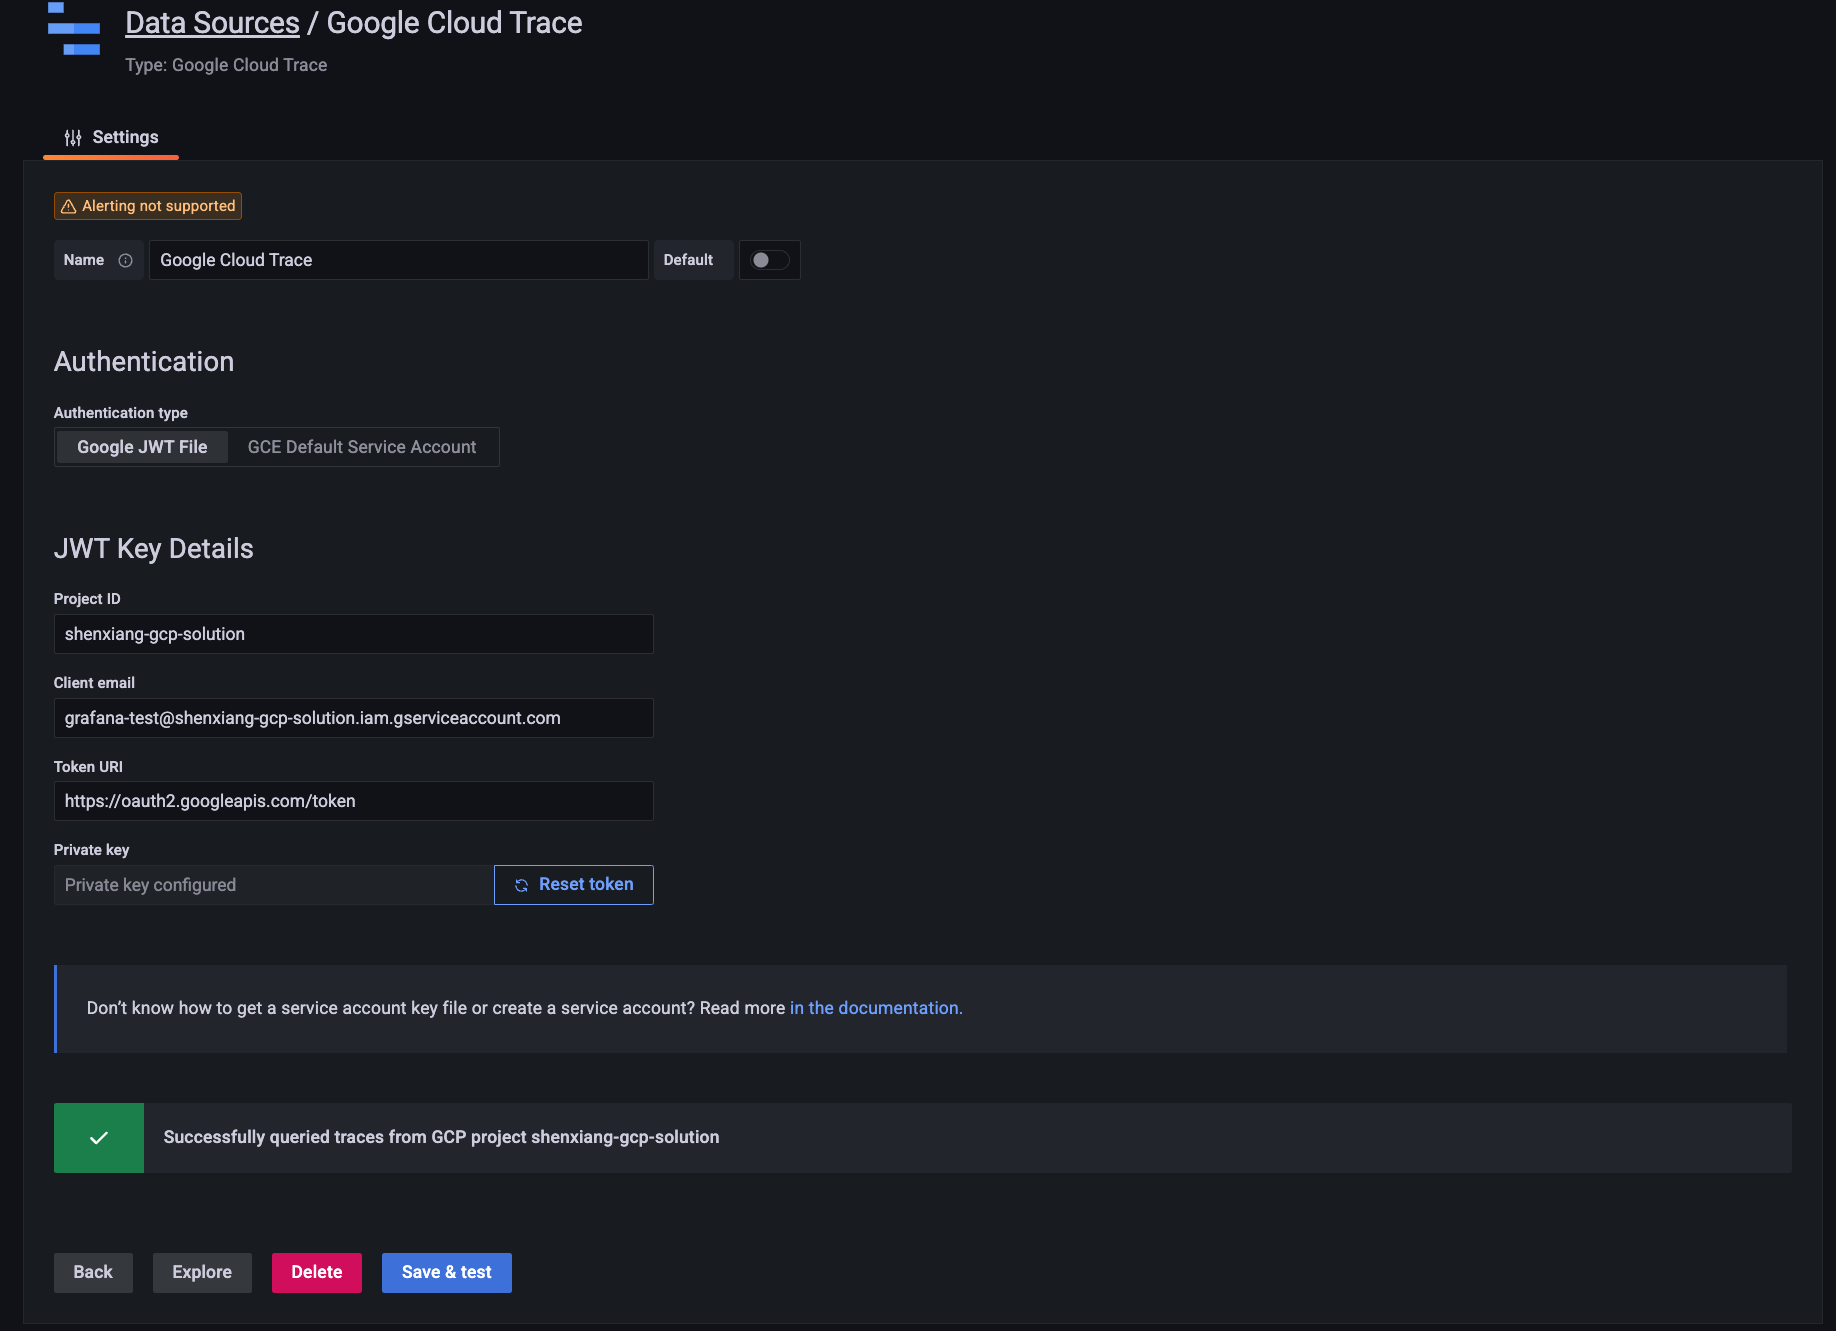 Data Sources / Google Cloud Trace
Type: Google Cloud Trace
Settings
Alerting not supported
Name
Google Cloud Trace
Default
Authentication
Authentication type
Google JWT File
GCE Default Service Account
JWT Key Details
Project ID
shenxiang-gcp-solution
Client email
grafana-test@shenxiang-gcp-solution.iam.gserviceaccount.com
Token URI
https://oauth2.googleapis.com/token
Private key
Private key configured
Reset token
Don’t know how to get a service account key file or create a service account? Read more in the documentation.
Successfully queried traces from GCP project shenxiang-gcp-solution
Back
Explore
Delete
Save & test